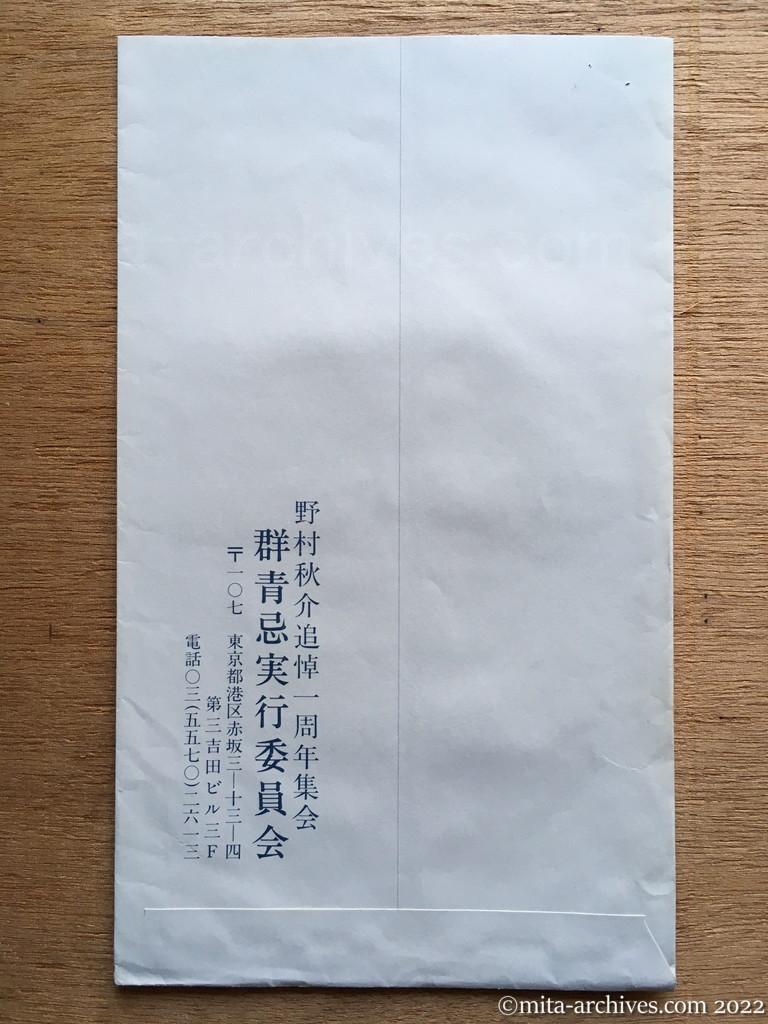 野村秋介追悼一周年集会
群青忌実行委員会
〒一〇七 東京都港区赤坂三―十三―四
第三吉田ビル三F
電話〇三(五五七〇)二六一三
a-archives.com
©mita-archives.com 2022